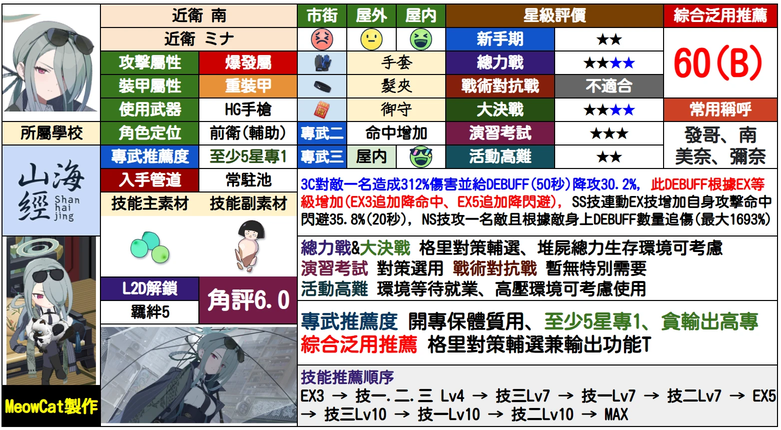 近衛 南
近衛 ミナ
市街 屋外 屋内
星級評價
綜合泛用推薦
攻擊屬性 爆發屬
手套
新手期 ★★
60(B)
總力戰 ★★★★
裝甲屬性 重裝甲
髮夾
戰術對抗戰 不適合
使用武器 HG手槍
御守
大決戰 ★★★★
常用稱呼
所屬學校
角色定位 前衛(輔助)
專武二 命中增加
演習考試 ★★★
發哥、南
美奈、彌奈
專武推薦度 至少5星專1
專武三 屋内
活動高難 ★★
山海
經
Shan
hai
jing
入手管道 常駐池
3C對敵一名造成312%傷害並給DEBUFF(50秒)降攻30.2%, 此DEBUFF根據EX等
級增加(EX3追加降命中、EX5追加降閃避), SS技連動EX技增加自身攻擊命中
閃避35.8%(20秒), NS技攻一名敵且根據敵身上DEBUFF數量追傷(最大1693%)
技能主素材 技能副素材
總力戰&大決戰 格里對策輔選、堆屍總力生存環境可考慮
演習考試 對策選用 戰術對抗戰 暫無特別需要
活動高難 環境等待就業、高壓環境可考慮使用
L2D解鎖
羈絆5
角評6.0
專武推薦度 開專保體質用、至少5星專1、貪輸出高專
綜合泛用推薦 格里對策輔選兼輸出功能T
技能推薦順序
EX3 → 技一.二.三 Lv4 → 技三Lv7 → 技一Lv7 → 技二Lv7 → EX5
→ 技三Lv10 → 技一Lv10 → 技二Lv10 → MAX
MeowCat製作